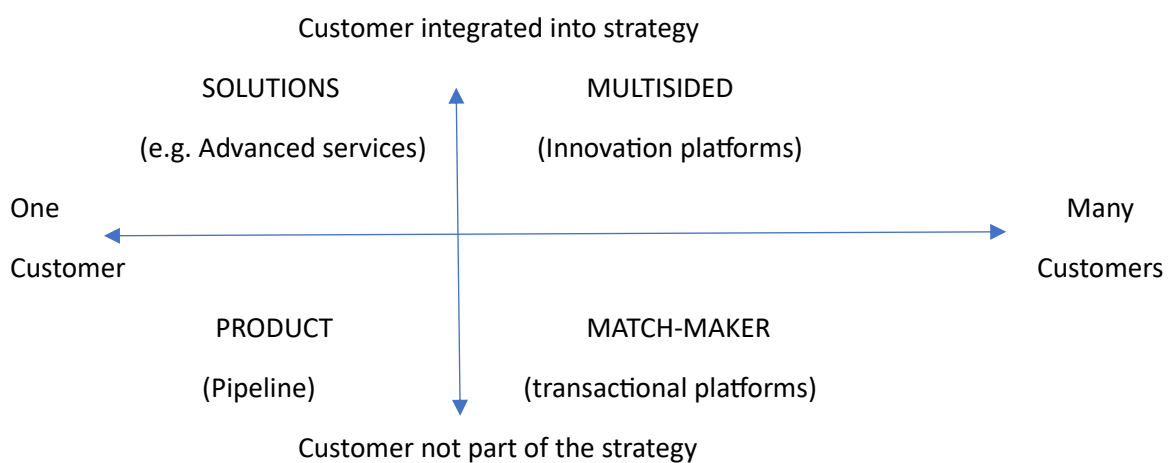 Customer integrated into strategy
SOLUTIONS MULTISIDED
(e.g. Advanced services) (Innovation platforms)
One Many
Customer Customers
PRODUCT MATCH-MAKER
(Pipeline) (transactional platforms)
Customer not part of the strategy